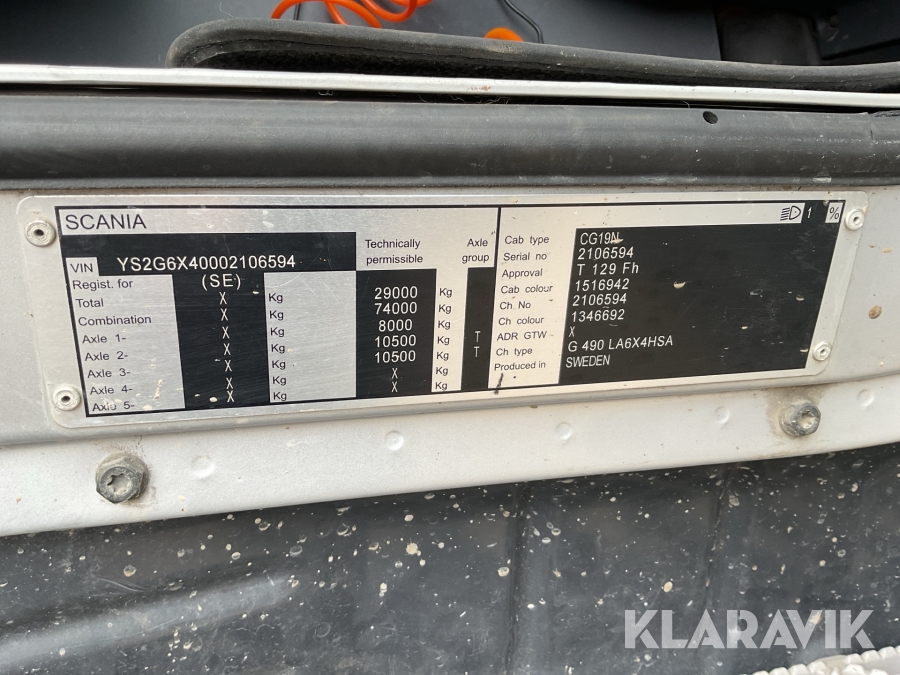 SCANIA
VIN YS2G6X40002106594
Technically permissible
Axle group
Regist. for (SE)
Total X Kg 29000 Kg
Combination X Kg 74000 Kg
Axle 1- X Kg 8000 Kg
Axle 2- X Kg 10500 Kg T
Axle 3- X Kg 10500 Kg T
Axle 4- X Kg X Kg
Axle 5- X Kg X Kg
1 %
Cab type CG19N
Serial no 2106594
Approval T 129 Fh
Cab colour 1516942
Ch No 2106594
Ch colour 1346692
ADR GTW X
Ch type G 490 LA6X4HSA
Produced in SWEDEN
KLARAVIK